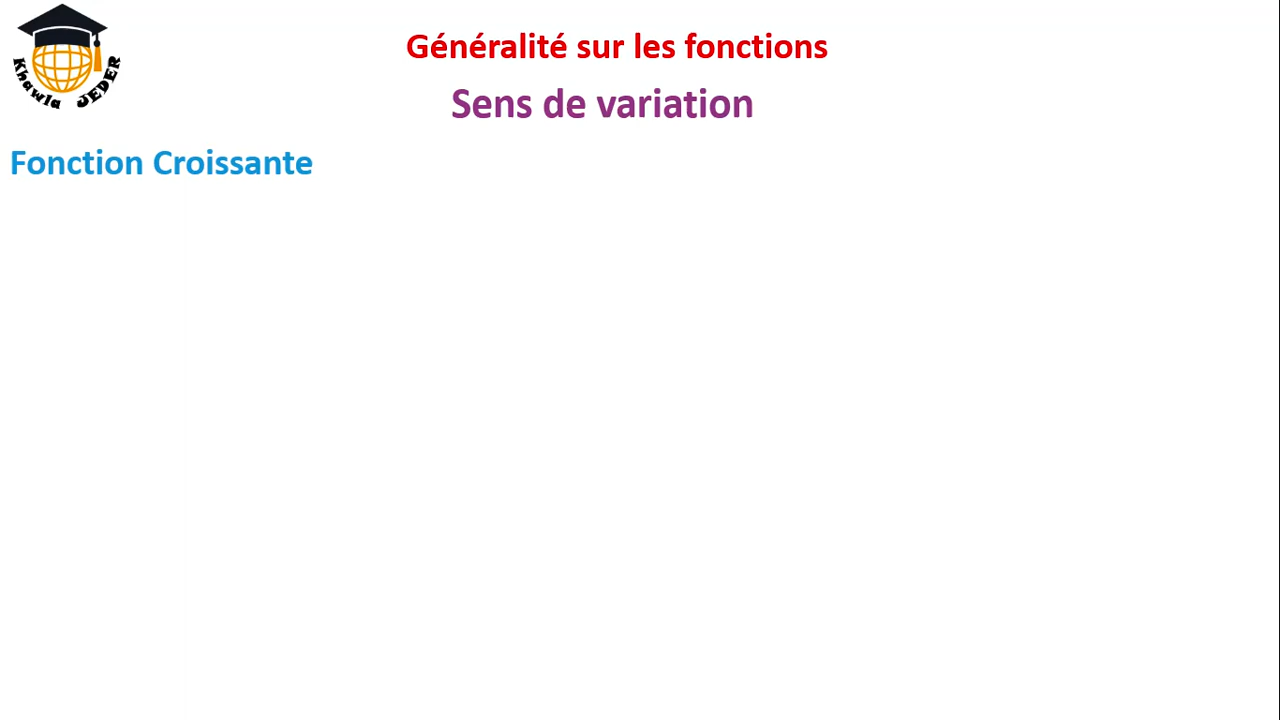 Khawla JEDER
Généralité sur les fonctions
Sens de variation
Fonction Croissante